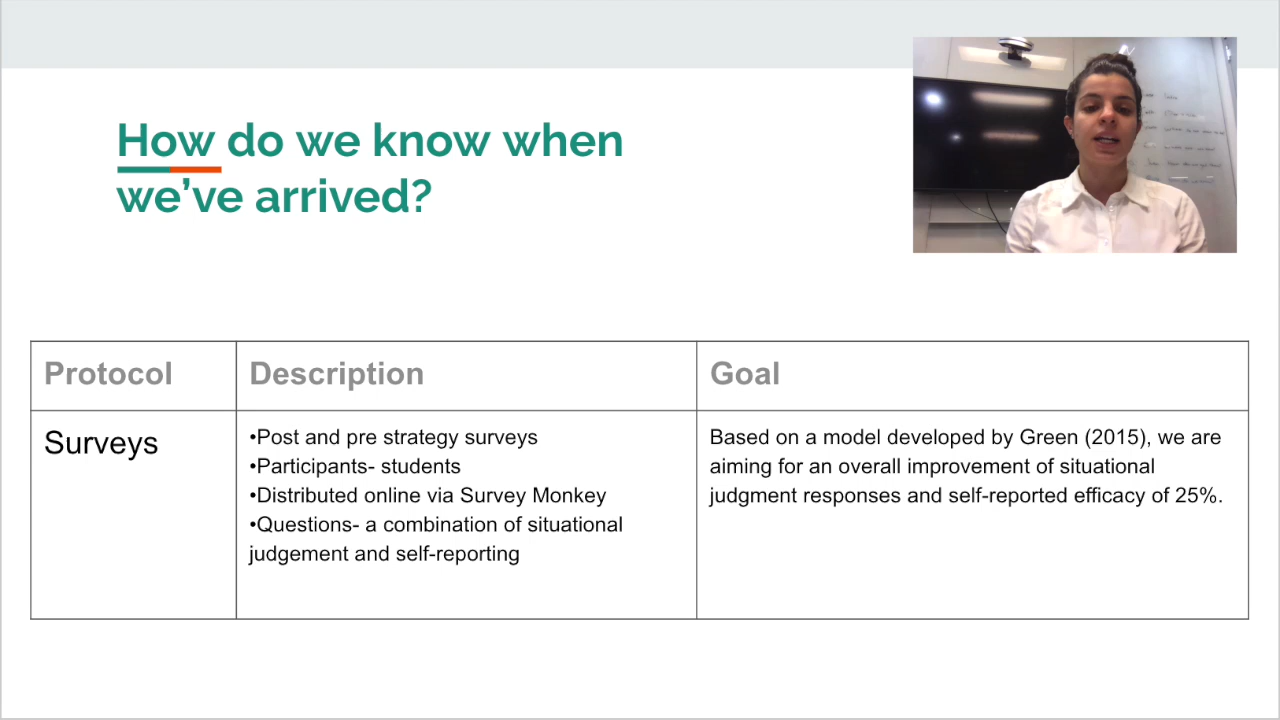 How do we know when
we've arrived?
Protocol
Description
Goal
Surveys
•Post and pre strategy surveys
•Participants- students
•Distributed online via Survey Monkey
•Questions- a combination of situational
judgement and self-reporting
Based on a model developed by Green (2015), we are
aiming for an overall improvement of situational
judgment responses and self-reported efficacy of 25%.